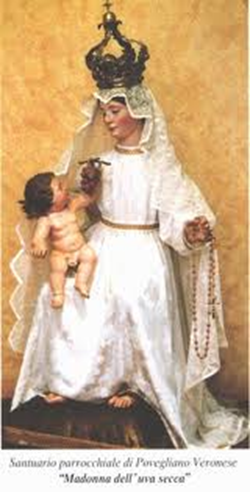 Santuario parrocchiale di Povegliano Veronese
"Madonna dell'uva secca"